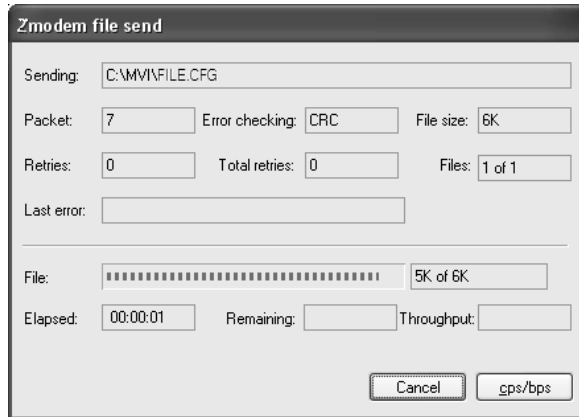 Zmodem file send
Sending: C:\MVI\FILE.CFG
Packet: 7 Error checking: CRC File size: 6K
Retries: 0 Total retries: 0 Files: 1 of 1
Last error:
File: 5K of 6K
Elapsed: 00:00:01 Remaining: Throughput:
Cancel cps/bps